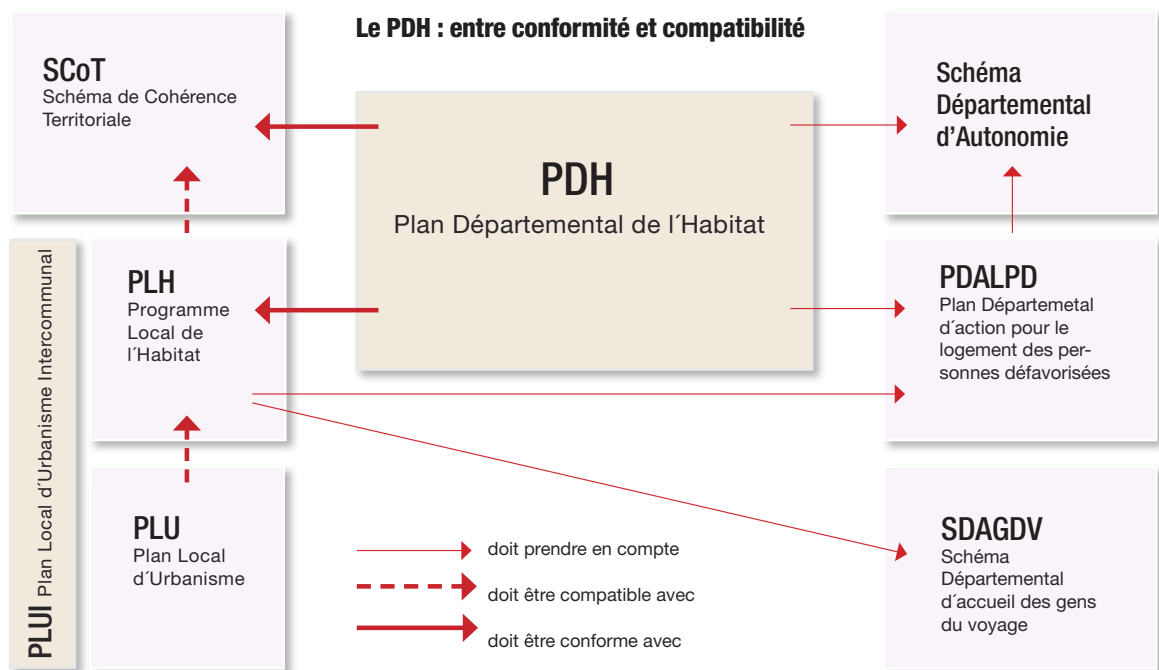 Le PDH : entre conformité et compatibilité
SCoT
Schéma de Cohérence
Territoriale
PDH
Plan Départemental de l´Habitat
Schéma
Départemental
d’Autonomie
PLUI Plan Local d´Urbanisme Intercommunal
PLH
Programme
Local de
l´Habitat
PDALPD
Plan Départemetal
d´action pour le
logement des per-
sonnes défavorisées
PLU
Plan Local
d´Urbanisme
doit prendre en compte
doit être compatible avec
doit être conforme avec
SDAGDV
Schéma
Départemental
d´accueil des gens
du voyage